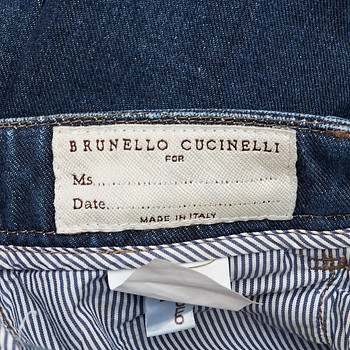 BRUNELLO CUCINELLI
FOR
Ms.....................
Date..................
MADE IN ITALY